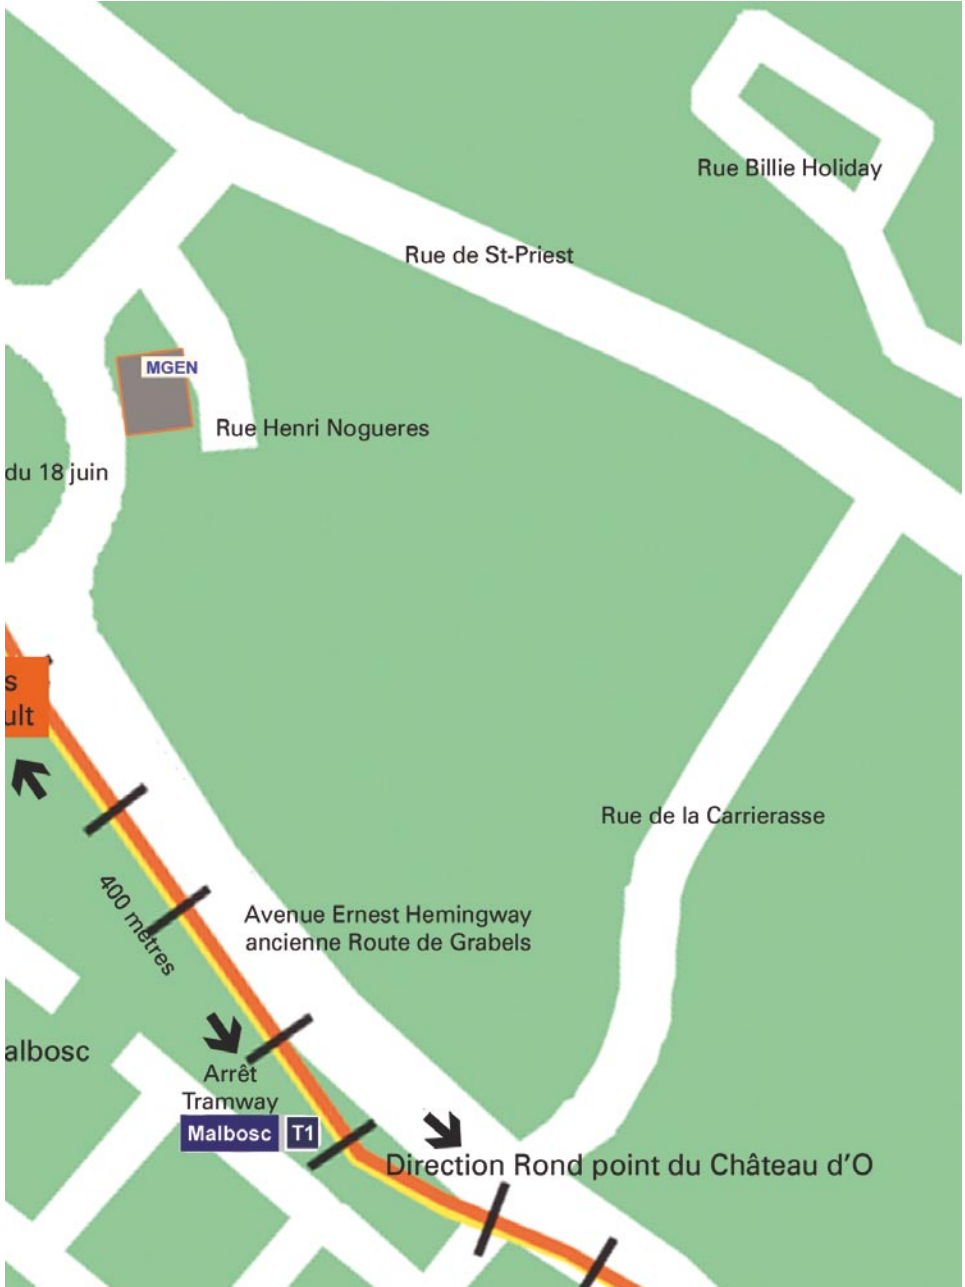 Rue Billie Holiday
Rue de St-Priest
MGEN
Rue Henri Nogueres
du 18 juin
s
ult
Rue de la Carrierasse
400 mètres
Avenue Ernest Hemingway
ancienne Route de Grabels
albosc
Arrêt
Tramway
Malbosc T1
Direction Rond point du Château d'O